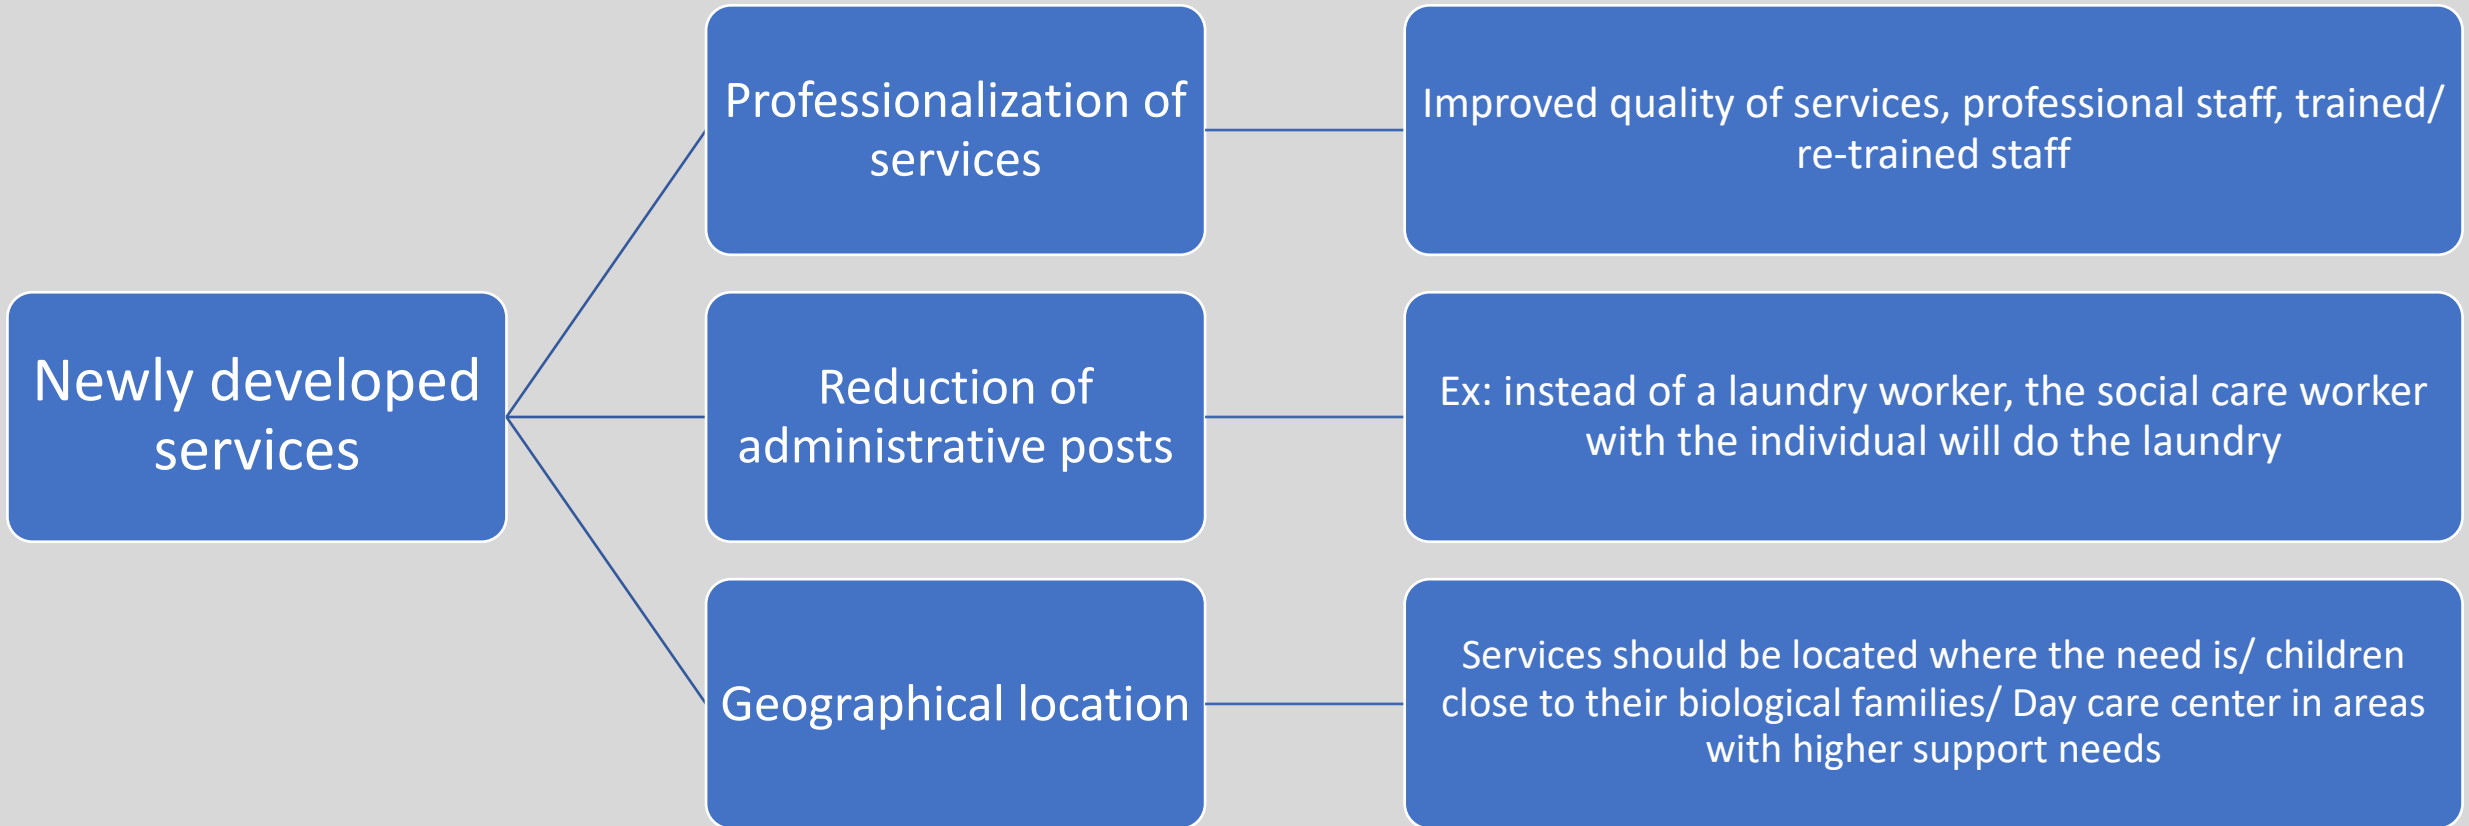 Newly developed
services
Professionalization of
services
Improved quality of services, professional staff, trained/
re-trained staff
Reduction of
administrative posts
Ex: instead of a laundry worker, the social care worker
with the individual will do the laundry
Geographical location
Services should be located where the need is/ children
close to their biological families/ Day care center in areas
with higher support needs